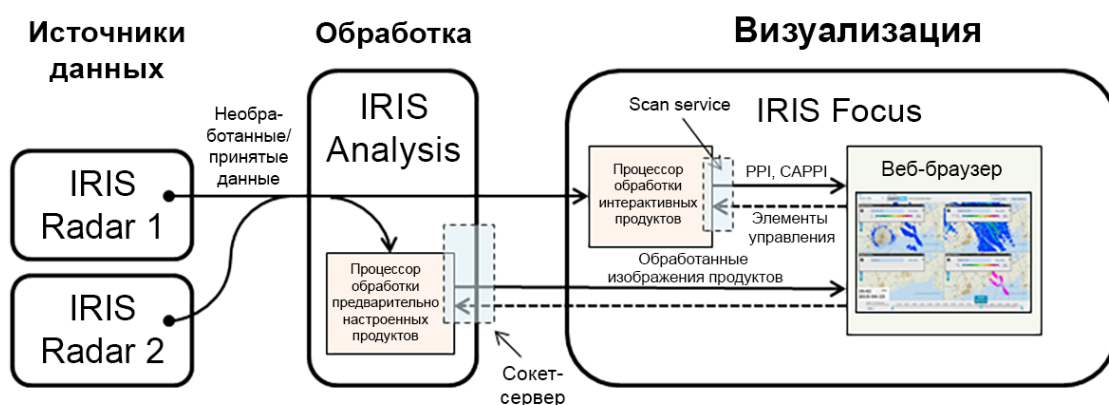 Источники
данных
Обработка
Визуализация
Необра-
ботанные/
принятые
данные
IRIS
Radar 1
IRIS
Radar 2
IRIS
Analysis
Процессор
обработки
предварительно
настроенных
продуктов
Сокет-
сервер
Scan service
IRIS Focus
Процессор
обработки
интерактивных
продуктов
PPI, CAPPI
Элементы
управления
Обработанные
изображения продуктов
Веб-браузер